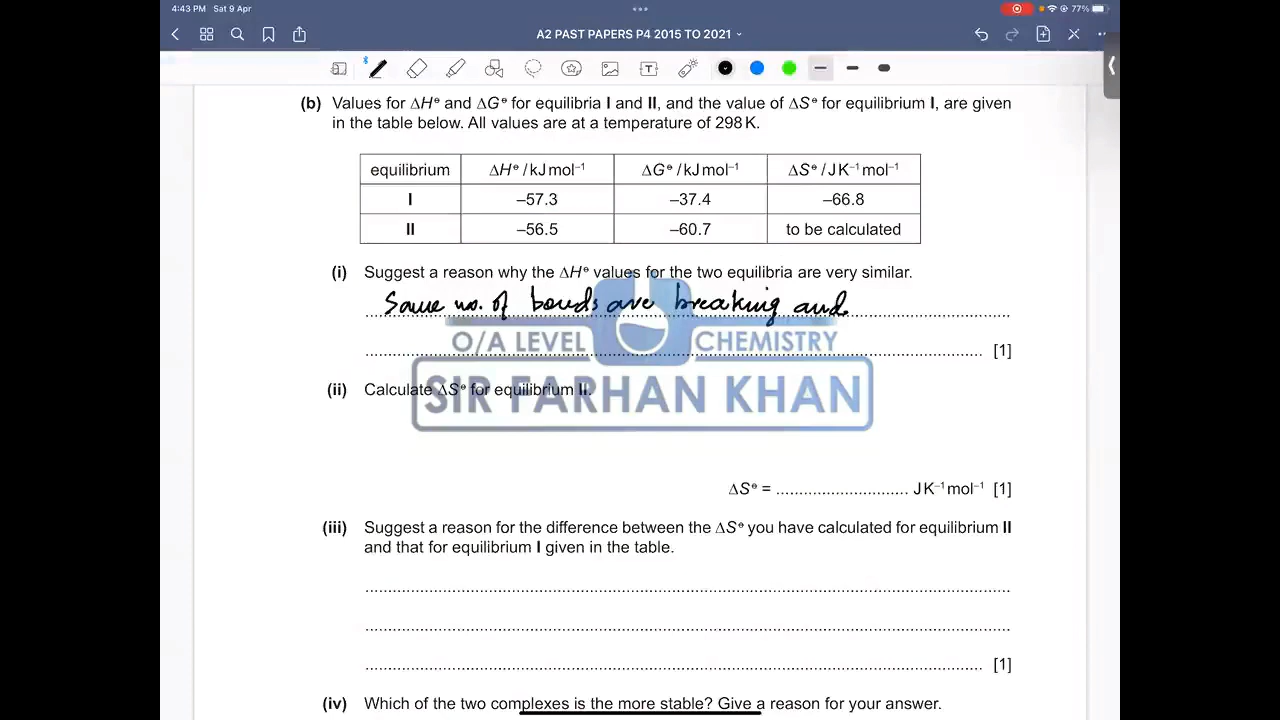 4:43 PM Sat 9 Apr
77%
A2 PAST PAPERS P4 2015 TO 2021
(b) Values for ΔH⦵ and ΔG⦵ for equilibria I and II, and the value of ΔS⦵ for equilibrium I, are given
in the table below. All values are at a temperature of 298 K.
equilibrium ΔH⦵ / kJ mol⁻¹ ΔG⦵ / kJ mol⁻¹ ΔS⦵ / J K⁻¹ mol⁻¹
I –57.3 –37.4 –66.8
II –56.5 –60.7 to be calculated
(i) Suggest a reason why the ΔH⦵ values for the two equilibria are very similar.
Same no. of bonds are breaking and
O/A LEVEL CHEMISTRY
[1]
(ii) Calculate ΔS⦵ for equilibrium II.
SIR FARHAN KHAN
ΔS⦵ = ............................ J K⁻¹ mol⁻¹ [1]
(iii) Suggest a reason for the difference between the ΔS⦵ you have calculated for equilibrium II
and that for equilibrium I given in the table.
[1]
(iv) Which of the two complexes is the more stable? Give a reason for your answer.